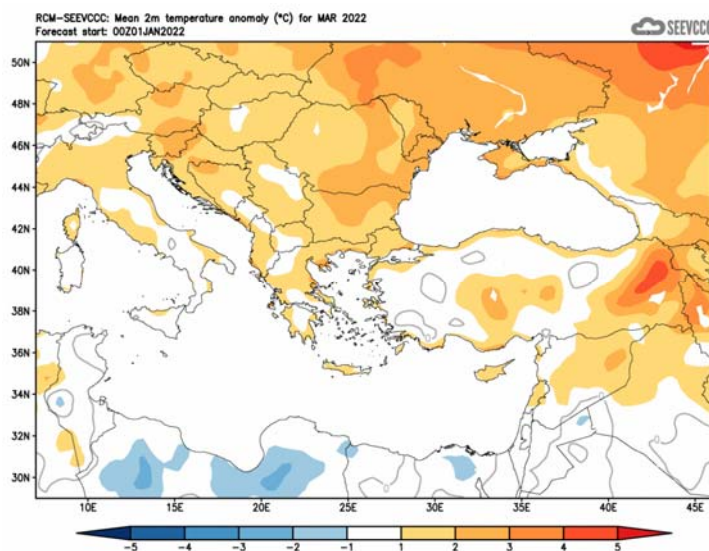 RCM-SEEVCCC: Mean 2m temperature anomaly (°C) for MAR 2022
Forecast start: 00Z01JAN2022
SEEVCCC
50N
48N
46N
44N
42N
40N
38N
36N
34N
32N
30N
10E 15E 20E 25E 30E 35E 40E 45E
-5 -4 -3 -2 -1 1 2 3 4 5